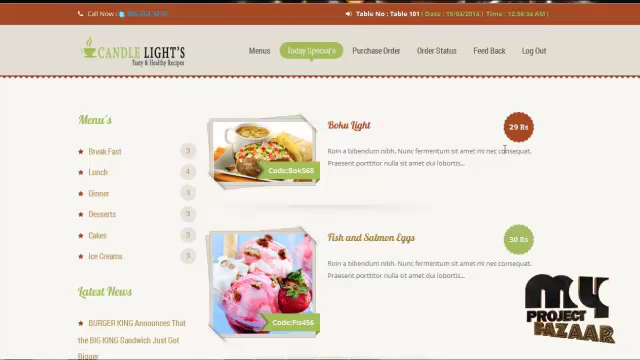 Call Now :
Table No : Table 101 | Date : 15/03/2014 | Time : 12:56:34 AM |
CANDLE LIGHT'S
Tasty & Healthy Recipes
Menus
Today Special's
Purchase Order
Order Status
Feed Back
Log Out
Menu's
Break Fast 3
Lunch 4
Dinner 3
Desserts 3
Cakes 3
Ice Creams 3
Latest News
BURGER KING Announces That
the BIG KING Sandwich Just Got
Bigger
Code:Bok568
Boku Light
29 Rs
Roin a bibendum nibh. Nunc fermentum sit amet mi nec consequat.
Praesent porttitor nulla sit amet dui lobortis...
Code:Fis456
Fish and Salmon Eggs
30 Rs
Roin a bibendum nibh. Nunc fermentum sit amet mi nec consequat.
Praesent porttitor nulla sit amet dui lobortis...
MY
PROJECT
BAZAAR